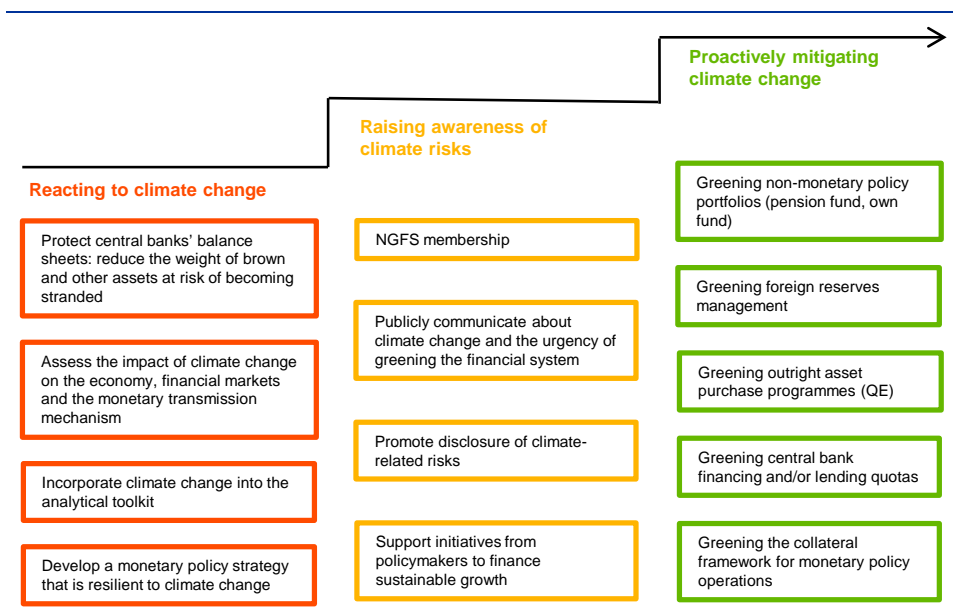 Reacting to climate change
Protect central banks' balance
sheets: reduce the weight of brown
and other assets at risk of becoming
stranded
Assess the impact of climate change
on the economy, financial markets
and the monetary transmission
mechanism
Incorporate climate change into the
analytical toolkit
Develop a monetary policy strategy
that is resilient to climate change
Raising awareness of
climate risks
NGFS membership
Publicly communicate about
climate change and the urgency of
greening the financial system
Promote disclosure of climate-
related risks
Support initiatives from
policymakers to finance
sustainable growth
Proactively mitigating
climate change
Greening non-monetary policy
portfolios (pension fund, own
fund)
Greening foreign reserves
management
Greening outright asset
purchase programmes (QE)
Greening central bank
financing and/or lending quotas
Greening the collateral
framework for monetary policy
operations